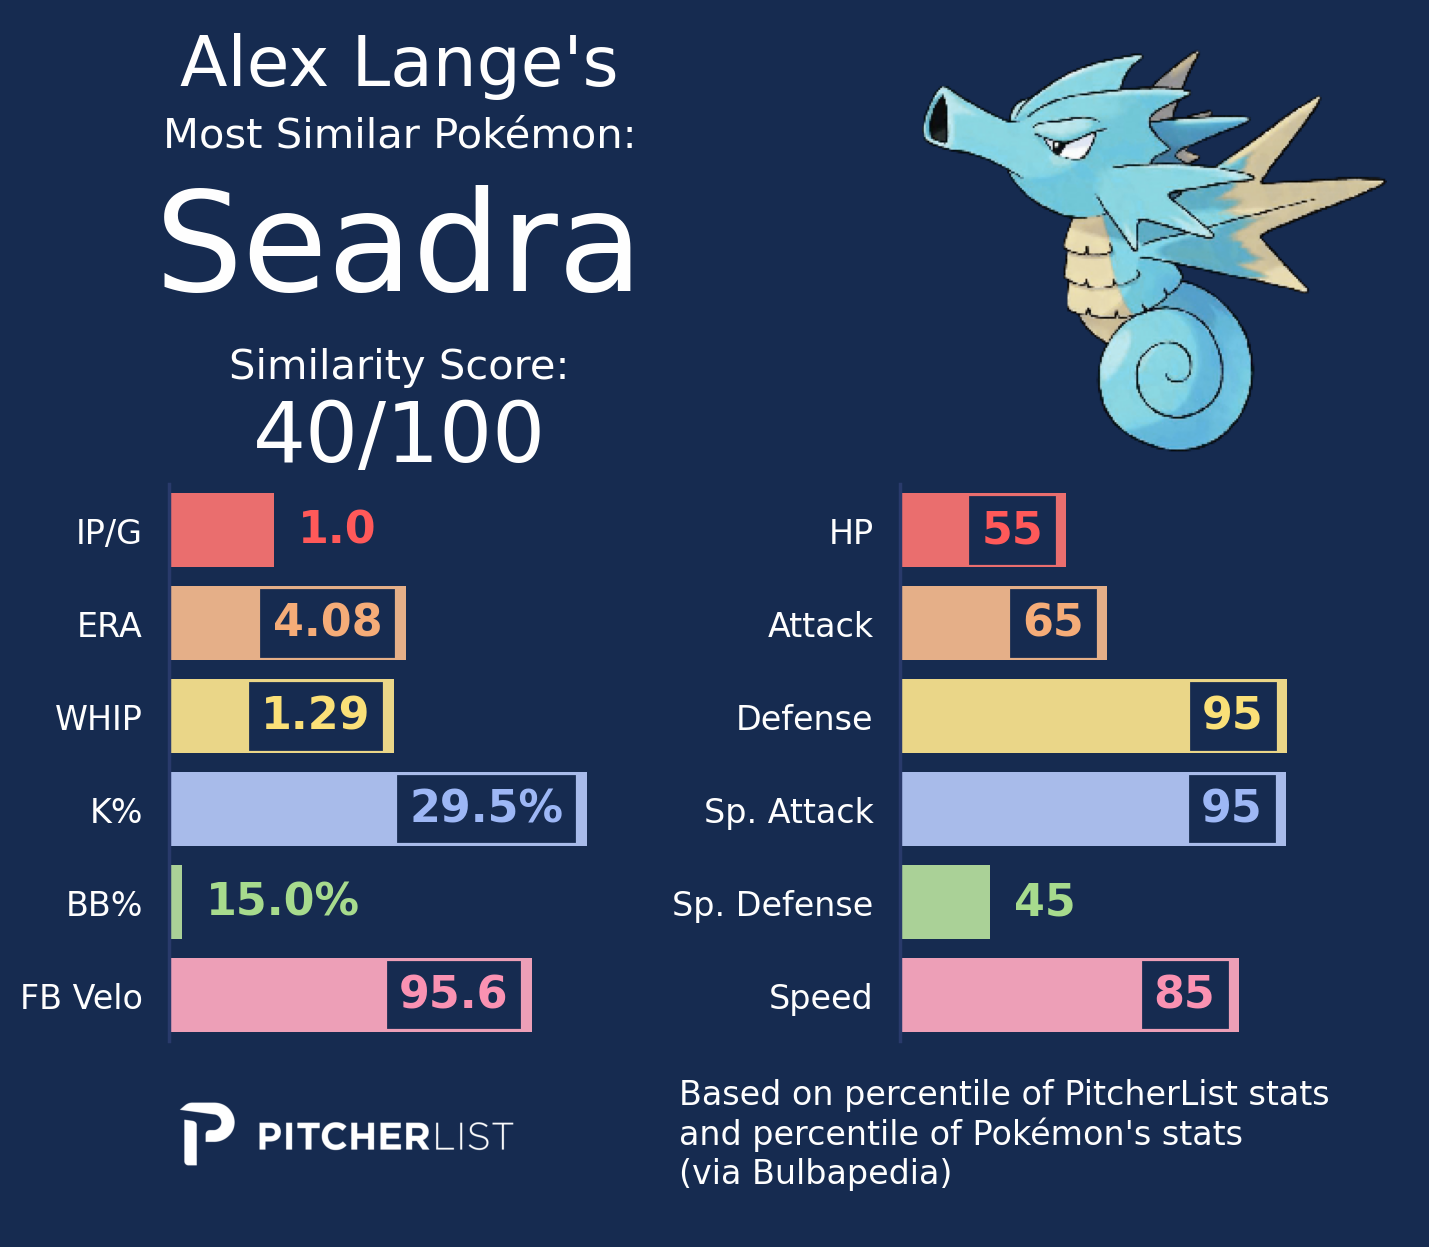 Alex Lange's
Most Similar Pokémon:
Seadra
Similarity Score:
40/100
IP/G 1.0
ERA 4.08
WHIP 1.29
K% 29.5%
BB% 15.0%
FB Velo 95.6
HP 55
Attack 65
Defense 95
Sp. Attack 95
Sp. Defense 45
Speed 85
PITCHERLIST
Based on percentile of PitcherList stats
and percentile of Pokémon's stats
(via Bulbapedia)